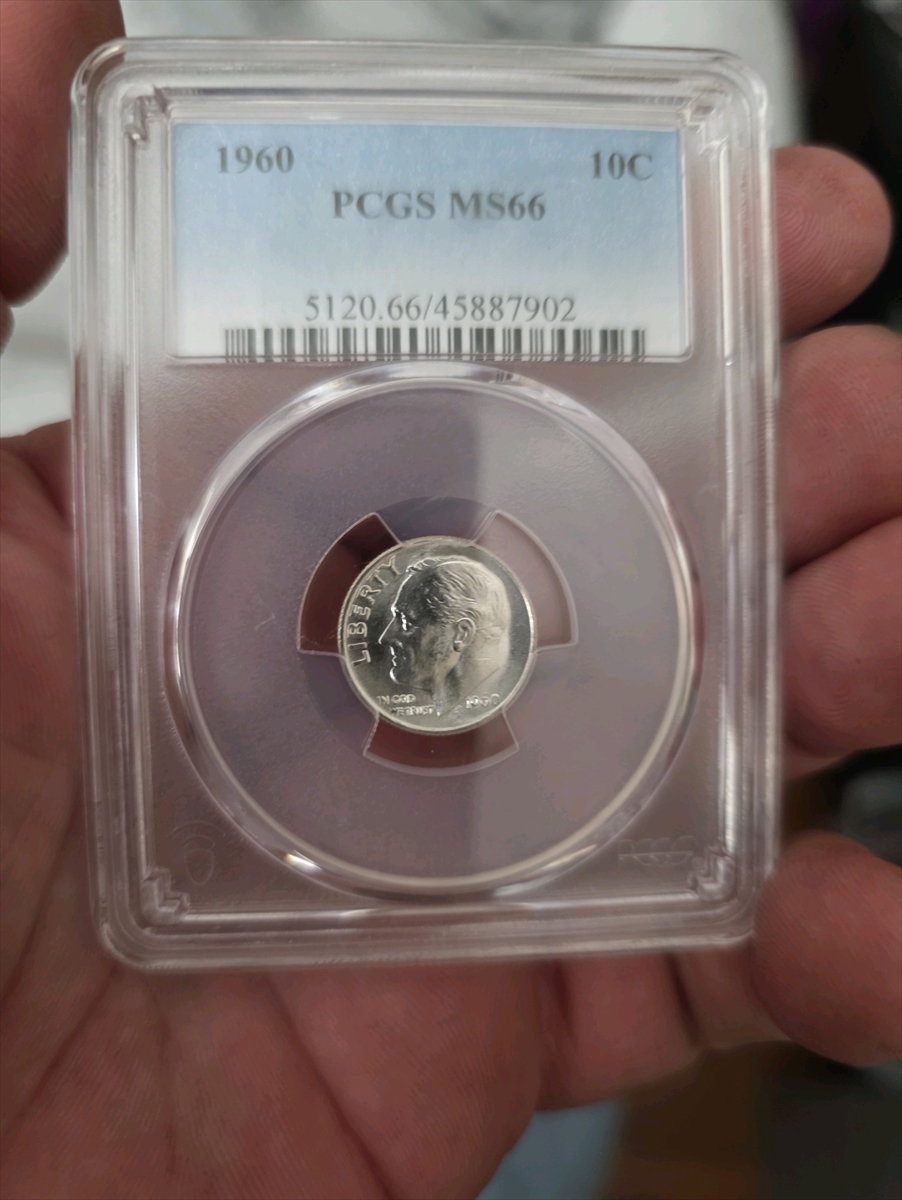 1960 10C
PCGS MS66
5120.66/45887902
LIBERTY
IN GOD
WE TRUST